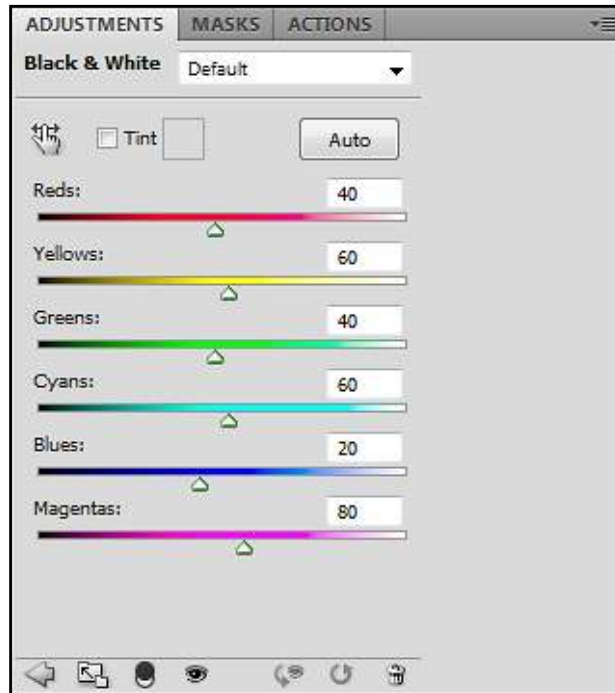 ADJUSTMENTS MASKS ACTIONS
Black & White Default
Tint Auto
Reds: 40
Yellows: 60
Greens: 40
Cyans: 60
Blues: 20
Magentas: 80